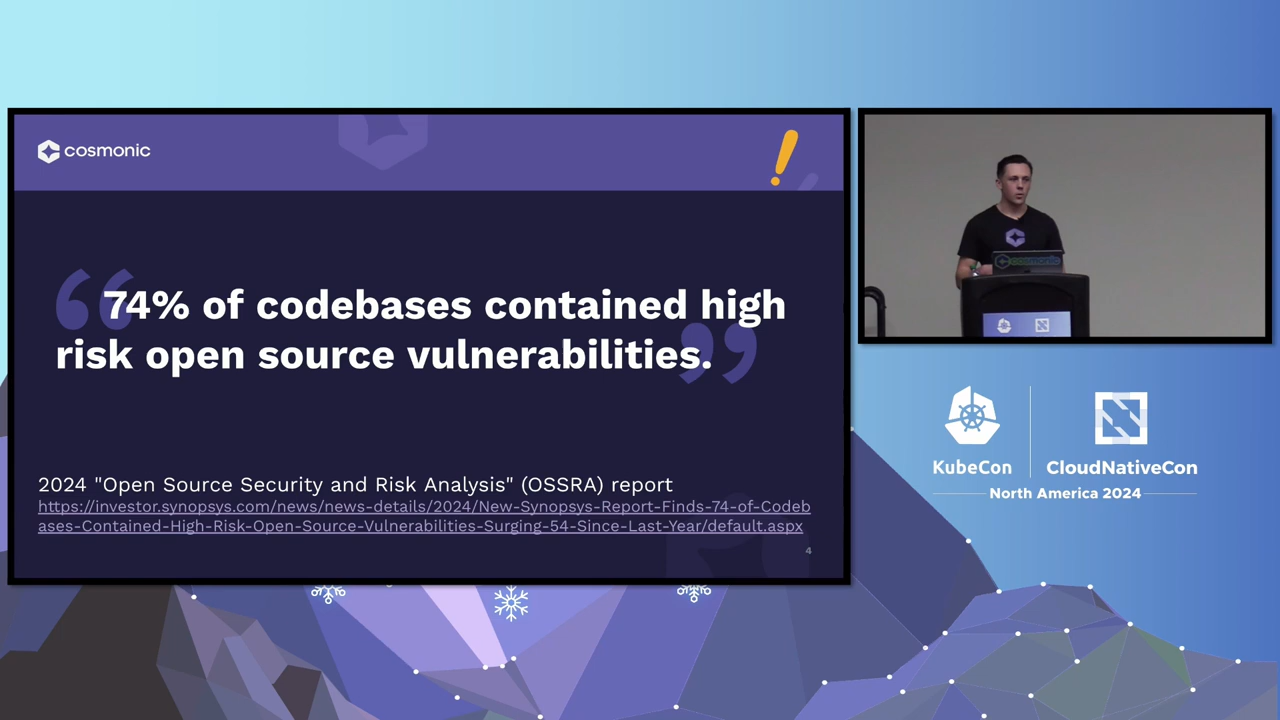 cosmonic
74% of codebases contained high
risk open source vulnerabilities.
2024 "Open Source Security and Risk Analysis" (OSSRA) report
https://investor.synopsys.com/news/news-details/2024/New-Synopsys-Report-Finds-74-of-Codeb
ases-Contained-High-Risk-Open-Source-Vulnerabilities-Surging-54-Since-Last-Year/default.aspx
4
cosmonic
KubeCon
CloudNativeCon
North America 2024